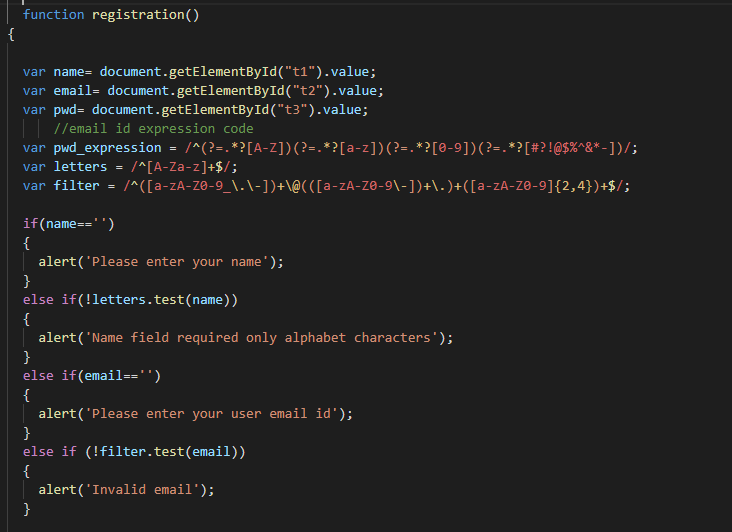 function registration()
{
var name= document.getElementById("t1").value;
var email= document.getElementById("t2").value;
var pwd= document.getElementById("t3").value;
//email id expression code
var pwd_expression = /^(?=.*?[A-Z])(?=.*?[a-z])(?=.*?[0-9])(?=.*?[#?!@$%^&*-])/;
var letters = /^[A-Za-z]+$/;
var filter = /^([a-zA-Z0-9_\.\-])+\@(([a-zA-Z0-9\-])+\.)+([a-zA-Z0-9]{2,4})+$/;
if(name=='')
{
alert('Please enter your name');
}
else if(!letters.test(name))
{
alert('Name field required only alphabet characters');
}
else if(email=='')
{
alert('Please enter your user email id');
}
else if (!filter.test(email))
{
alert('Invalid email');
}